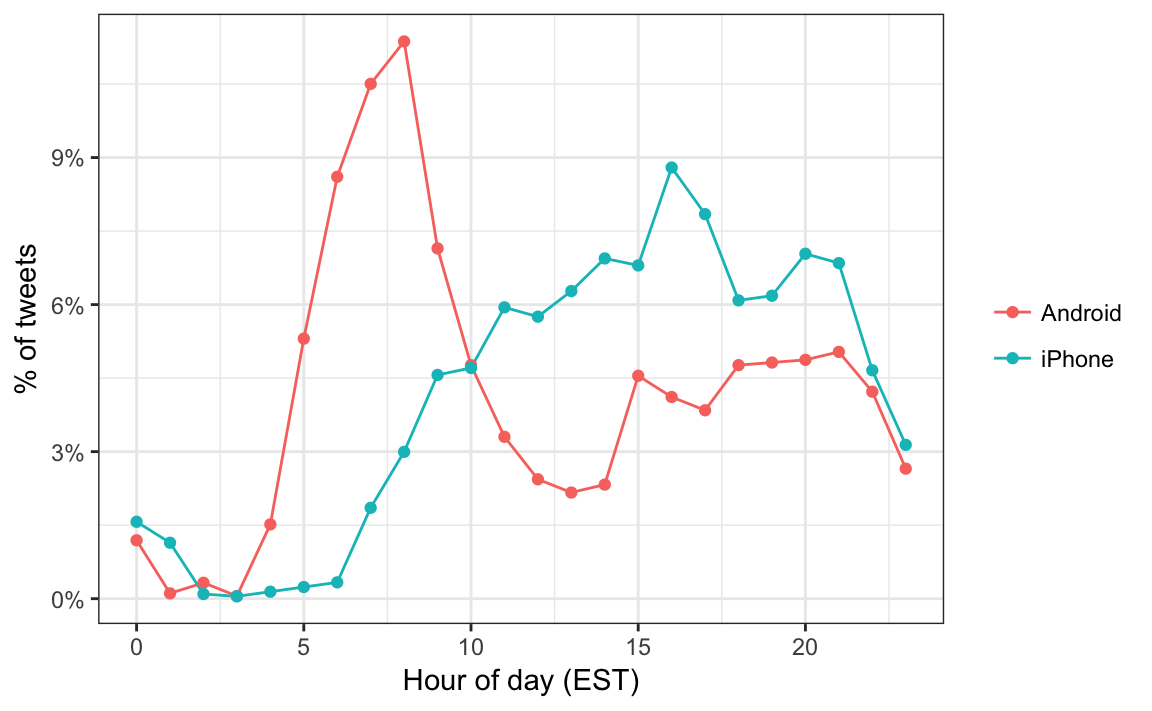 9%
6%
3%
0%
% of tweets
0
5
10
15
20
Hour of day (EST)
Android
iPhone